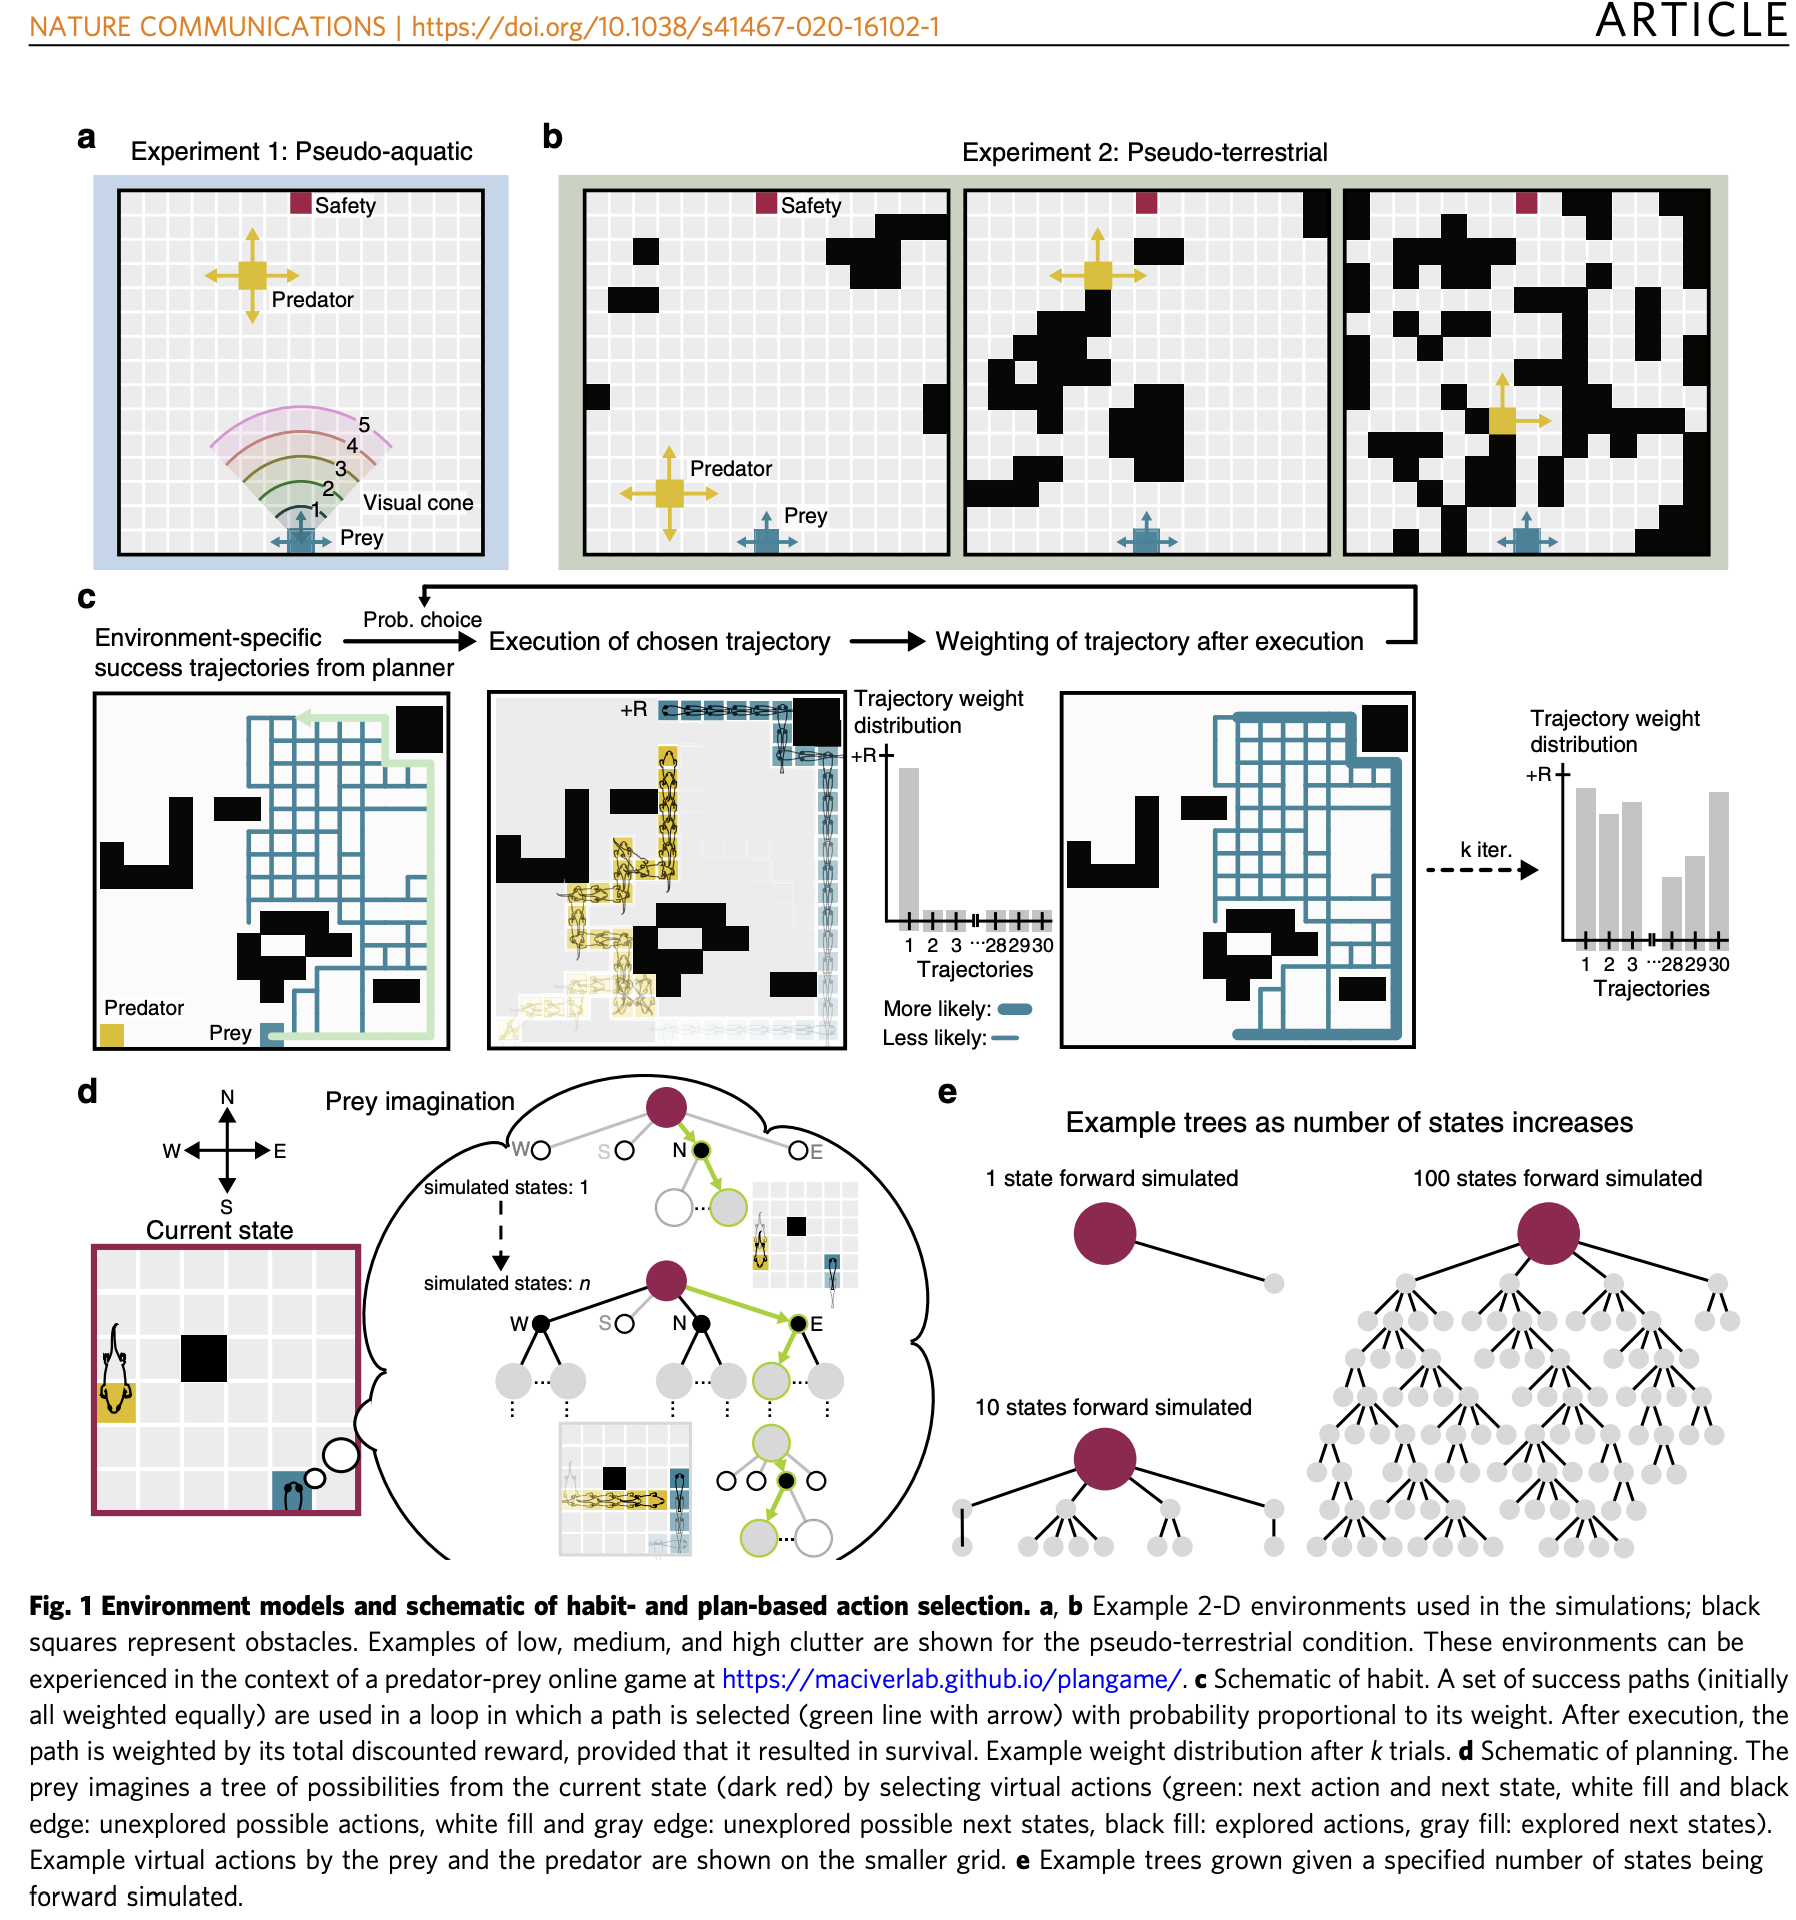 NATURE COMMUNICATIONS | https://doi.org/10.1038/s41467-020-16102-1
ARTICLE
a
Experiment 1: Pseudo-aquatic
Safety
Predator
5
4
3
2
1
Visual cone
Prey
b
Experiment 2: Pseudo-terrestrial
Safety
Predator
Prey
c
Prob. choice
Environment-specific
success trajectories from planner
Execution of chosen trajectory
Weighting of trajectory after execution
Predator
Prey
+R
Trajectory weight
distribution
+R
1 2 3 ...28 29 30
Trajectories
More likely:
Less likely:
k iter.
Trajectory weight
distribution
+R
1 2 3 ...28 29 30
Trajectories
d
N
W E
S
Current state
Prey imagination
W S N E
simulated states: 1
simulated states: n
W S N E
...
...
...
...
...
e
Example trees as number of states increases
1 state forward simulated
100 states forward simulated
10 states forward simulated
Fig. 1 Environment models and schematic of habit- and plan-based action selection. a, b Example 2-D environments used in the simulations; black
squares represent obstacles. Examples of low, medium, and high clutter are shown for the pseudo-terrestrial condition. These environments can be
experienced in the context of a predator-prey online game at https://maciverlab.github.io/plangame/. c Schematic of habit. A set of success paths (initially
all weighted equally) are used in a loop in which a path is selected (green line with arrow) with probability proportional to its weight. After execution, the
path is weighted by its total discounted reward, provided that it resulted in survival. Example weight distribution after k trials. d Schematic of planning. The
prey imagines a tree of possibilities from the current state (dark red) by selecting virtual actions (green: next action and next state, white fill and black
edge: unexplored possible actions, white fill and gray edge: unexplored possible next states, black fill: explored actions, gray fill: explored next states).
Example virtual actions by the prey and the predator are shown on the smaller grid. e Example trees grown given a specified number of states being
forward simulated.